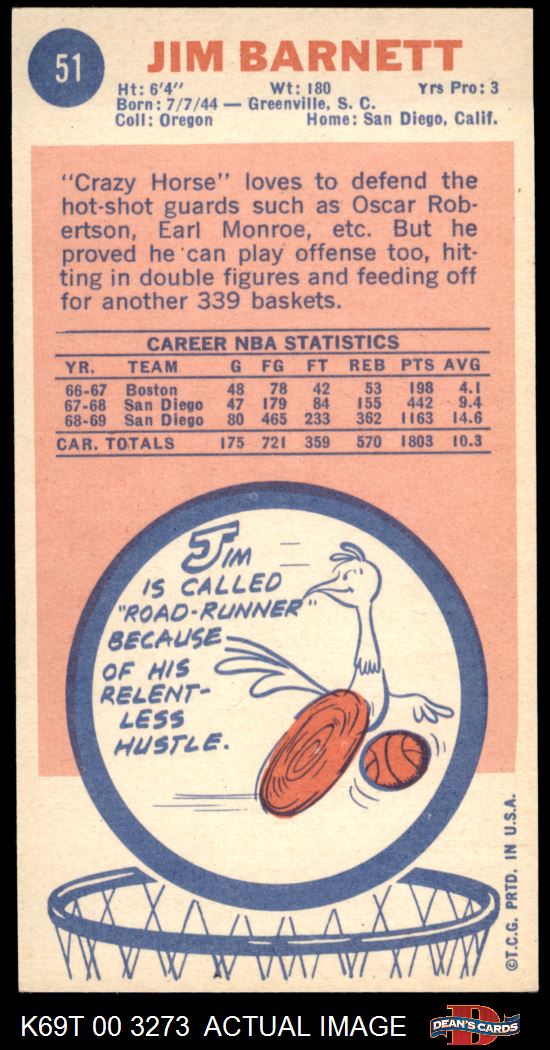 51
JIM BARNETT
Ht: 6'4" Wt: 180 Yrs Pro: 3
Born: 7/7/44 — Greenville, S. C.
Coll: Oregon Home: San Diego, Calif.
"Crazy Horse" loves to defend the
hot-shot guards such as Oscar Rob-
ertson, Earl Monroe, etc. But he
proved he can play offense too, hit-
ting in double figures and feeding off
for another 339 baskets.
CAREER NBA STATISTICS
YR. TEAM G FG FT REB PTS AVG
66-67 Boston 48 78 42 53 198 4.1
67-68 San Diego 47 179 84 155 442 9.4
68-69 San Diego 80 465 233 362 1163 14.6
CAR. TOTALS 175 721 359 570 1803 10.3
JIM
IS CALLED
"ROAD-RUNNER"
BECAUSE
OF HIS
RELENT-
LESS
HUSTLE.
©T.C.G. PRTD. IN U.S.A.
K69T 00 3273 ACTUAL IMAGE
D
DEAN'S CARDS